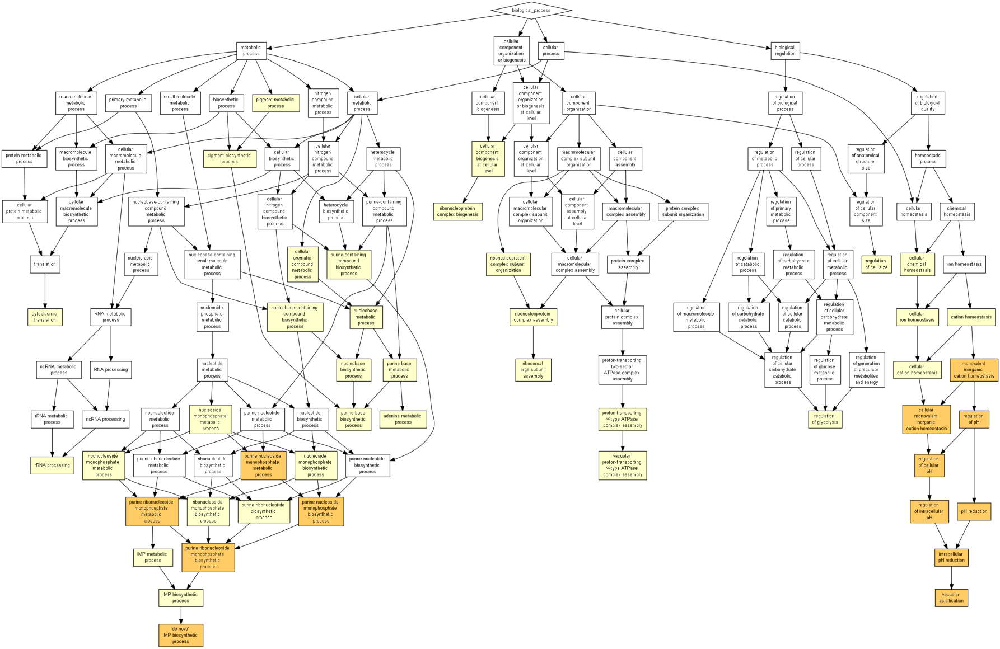 biological_process
metabolic
process
cellular
component
organization
or biogenesis
cellular
process
biological
regulation
macromolecule
metabolic
process
primary metabolic
process
small molecule
metabolic
process
biosynthetic
process
pigment metabolic
process
nitrogen
compound
metabolic
process
cellular
metabolic
process
cellular
component
biogenesis
cellular
component
organization
or biogenesis
at cellular
level
cellular
component
organization
regulation
of biological
process
regulation
of biological
quality
protein metabolic
process
macromolecule
biosynthetic
process
cellular
macromolecule
metabolic
process
pigment biosynthetic
process
cellular
biosynthetic
process
cellular
nitrogen
compound
metabolic
process
heterocycle
metabolic
process
cellular
component
biogenesis
at cellular
level
cellular
component
organization
at cellular
level
macromolecular
complex subunit
organization
cellular
component
assembly
regulation
of metabolic
process
regulation
of cellular
process
regulation
of anatomical
structure
size
homeostatic
process
cellular
protein metabolic
process
cellular
macromolecule
biosynthetic
process
nucleobase-containing
compound
metabolic
process
cellular
nitrogen
compound
biosynthetic
process
heterocycle
biosynthetic
process
purine-containing
compound
metabolic
process
ribonucleoprotein
complex biogenesis
cellular
macromolecular
complex subunit
organization
cellular
component
assembly
at cellular
level
macromolecular
complex assembly
protein complex
subunit organization
regulation
of primary
metabolic
process
regulation
of cellular
component
size
cellular
homeostasis
chemical
homeostasis
translation
nucleic acid
metabolic
process
nucleobase-containing
small molecule
metabolic
process
cellular
aromatic
compound
metabolic
process
purine-containing
compound
biosynthetic
process
ribonucleoprotein
complex subunit
organization
cellular
macromolecular
complex assembly
protein complex
assembly
regulation
of catabolic
process
regulation
of carbohydrate
metabolic
process
regulation
of cellular
metabolic
process
regulation
of cell size
cellular
chemical
homeostasis
ion homeostasis
cytoplasmic
translation
RNA metabolic
process
nucleoside
phosphate
metabolic
process
nucleobase-containing
compound
biosynthetic
process
nucleobase
metabolic
process
ribonucleoprotein
complex assembly
cellular
protein complex
assembly
regulation
of macromolecule
metabolic
process
regulation
of carbohydrate
catabolic
process
regulation
of cellular
catabolic
process
regulation
of cellular
carbohydrate
metabolic
process
cellular
ion homeostasis
cation homeostasis
ncRNA metabolic
process
RNA processing
nucleotide
metabolic
process
nucleobase
biosynthetic
process
purine base
metabolic
process
ribosomal
large subunit
assembly
proton-transporting
two-sector
ATPase complex
assembly
regulation
of cellular
carbohydrate
catabolic
process
regulation
of glucose
metabolic
process
regulation
of generation
of precursor
metabolites
and energy
cellular
cation homeostasis
monovalent
inorganic
cation homeostasis
rRNA metabolic
process
ncRNA processing
ribonucleotide
metabolic
process
nucleoside
monophosphate
metabolic
process
purine nucleotide
metabolic
process
nucleotide
biosynthetic
process
purine base
biosynthetic
process
adenine metabolic
process
proton-transporting
V-type ATPase
complex assembly
regulation
of glycolysis
cellular
monovalent
inorganic
cation homeostasis
regulation
of pH
rRNA processing
ribonucleoside
monophosphate
metabolic
process
purine ribonucleotide
metabolic
process
ribonucleotide
biosynthetic
process
purine nucleoside
monophosphate
metabolic
process
nucleoside
monophosphate
biosynthetic
process
purine nucleotide
biosynthetic
process
vacuolar
proton-transporting
V-type ATPase
complex assembly
regulation
of cellular
pH
purine ribonucleoside
monophosphate
metabolic
process
ribonucleoside
monophosphate
biosynthetic
process
purine ribonucleotide
biosynthetic
process
purine nucleoside
monophosphate
biosynthetic
process
regulation
of intracellular
pH
pH reduction
IMP metabolic
process
purine ribonucleoside
monophosphate
biosynthetic
process
intracellular
pH reduction
IMP biosynthetic
process
vacuolar
acidification
'de novo'
IMP biosynthetic
process